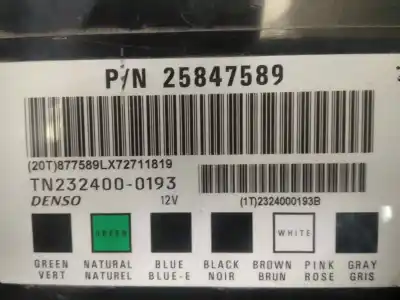 P/N 25847589
(20T)877589LX72711819
TN232400-0193
DENSO 12V
(1T)2324000193B
GREEN WHITE
GREEN NATURAL BLUE BLACK BROWN PINK GRAY
VERT NATUREL BLUE-E NOIR BRUN ROSE GRIS